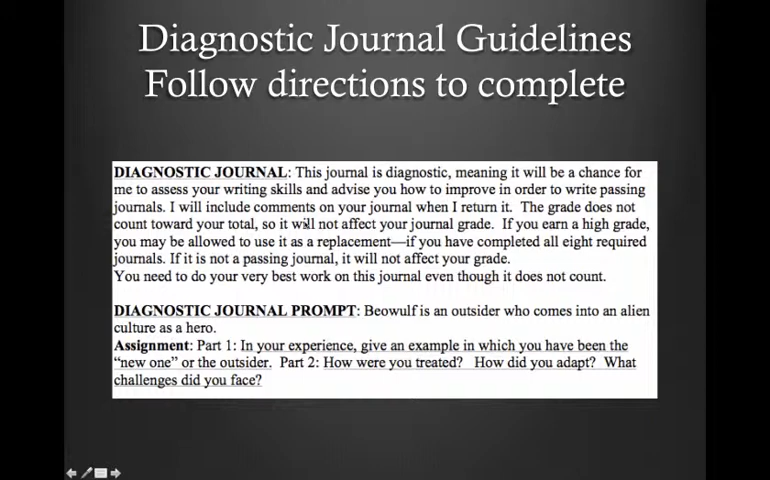 Diagnostic Journal Guidelines
Follow directions to complete
DIAGNOSTIC JOURNAL: This journal is diagnostic, meaning it will be a chance for
me to assess your writing skills and advise you how to improve in order to write passing
journals. I will include comments on your journal when I return it. The grade does not
count toward your total, so it will not affect your journal grade. If you earn a high grade,
you may be allowed to use it as a replacement—if you have completed all eight required
journals. If it is not a passing journal, it will not affect your grade.
You need to do your very best work on this journal even though it does not count.
DIAGNOSTIC JOURNAL PROMPT: Beowulf is an outsider who comes into an alien
culture as a hero.
Assignment: Part 1: In your experience, give an example in which you have been the
“new one” or the outsider. Part 2: How were you treated? How did you adapt? What
challenges did you face?